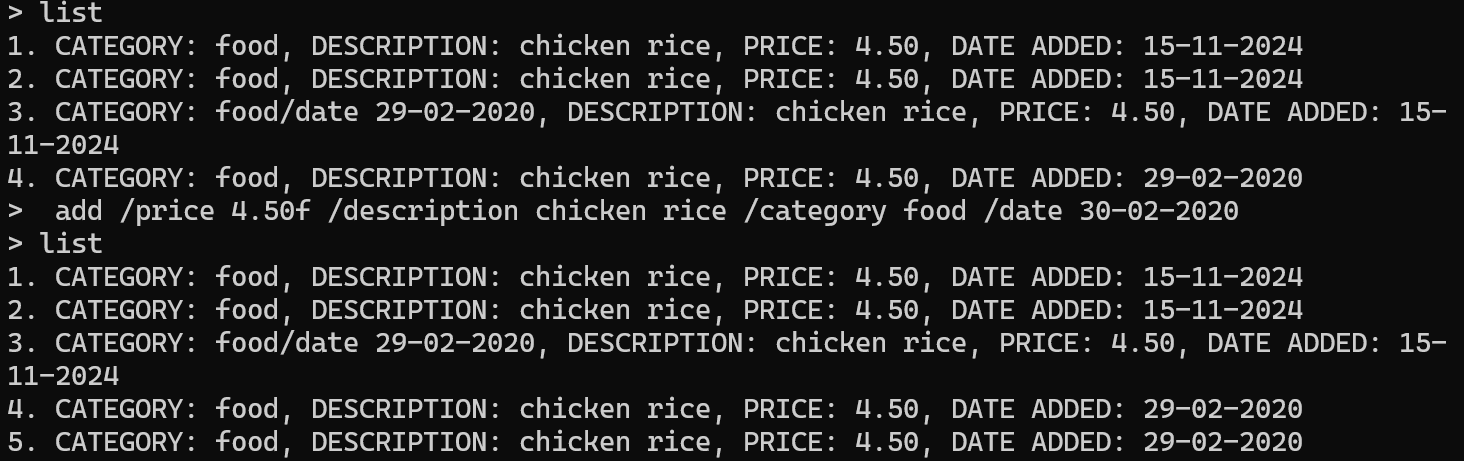 > list
1. CATEGORY: food, DESCRIPTION: chicken rice, PRICE: 4.50, DATE ADDED: 15-11-2024
2. CATEGORY: food, DESCRIPTION: chicken rice, PRICE: 4.50, DATE ADDED: 15-11-2024
3. CATEGORY: food/date 29-02-2020, DESCRIPTION: chicken rice, PRICE: 4.50, DATE ADDED: 15-
11-2024
4. CATEGORY: food, DESCRIPTION: chicken rice, PRICE: 4.50, DATE ADDED: 29-02-2020
>  add /price 4.50f /description chicken rice /category food /date 30-02-2020
> list
1. CATEGORY: food, DESCRIPTION: chicken rice, PRICE: 4.50, DATE ADDED: 15-11-2024
2. CATEGORY: food, DESCRIPTION: chicken rice, PRICE: 4.50, DATE ADDED: 15-11-2024
3. CATEGORY: food/date 29-02-2020, DESCRIPTION: chicken rice, PRICE: 4.50, DATE ADDED: 15-
11-2024
4. CATEGORY: food, DESCRIPTION: chicken rice, PRICE: 4.50, DATE ADDED: 29-02-2020
5. CATEGORY: food, DESCRIPTION: chicken rice, PRICE: 4.50, DATE ADDED: 29-02-2020